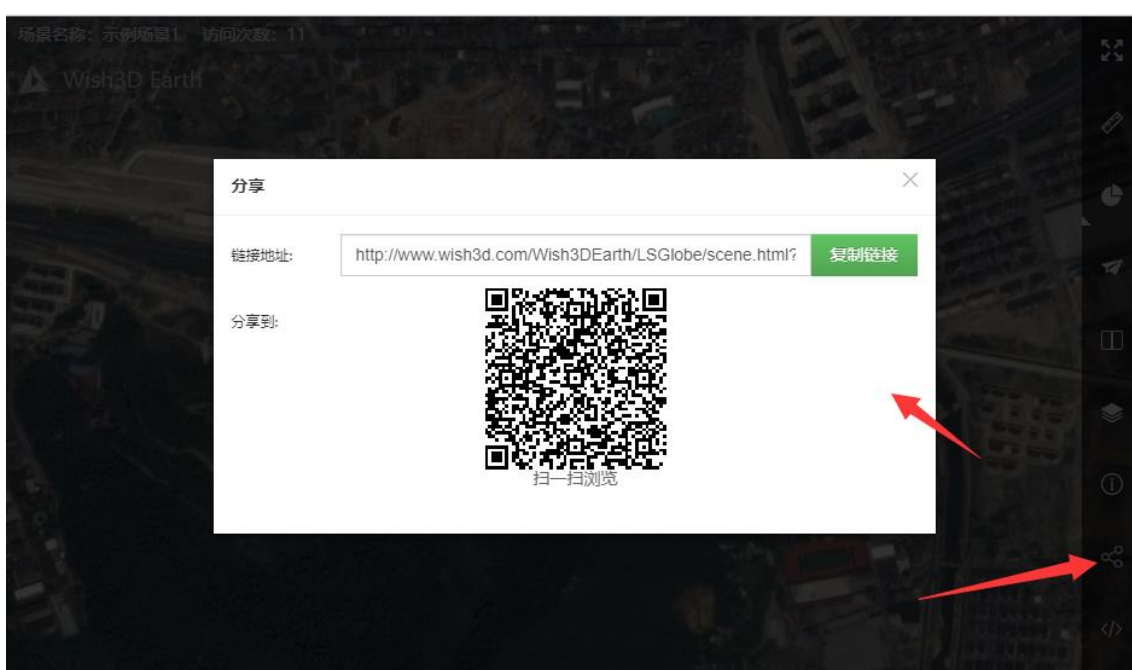 场景名称: 示例场景1 访问次数: 11
Wish3D Earth
分享
链接地址:
http://www.wish3d.com/Wish3DEarth/LSGlobe/scene.html?
复制链接
分享到:
扫一扫浏览